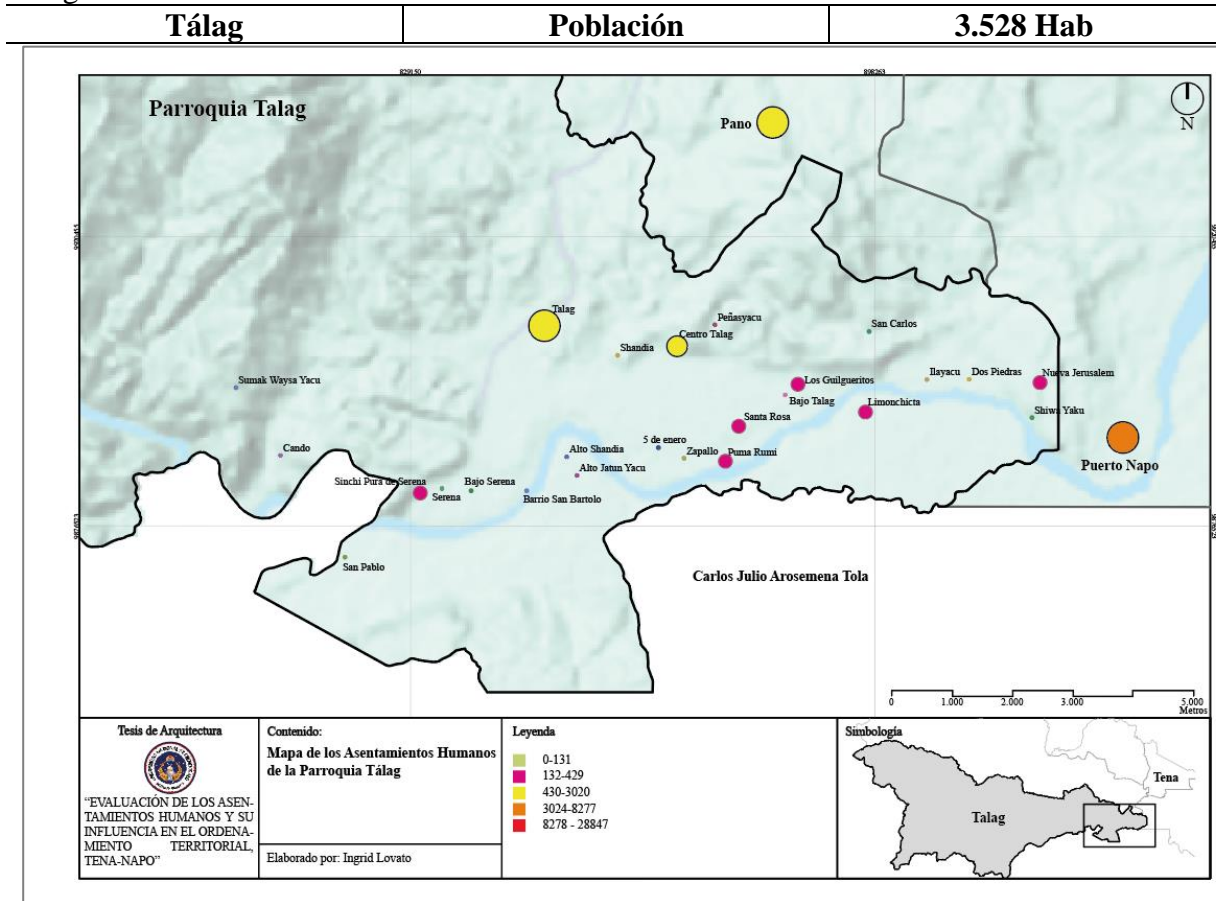 Tálag Población 3.528 Hab
829150 898263
Parroquia Talag
Pano
N
Talag
Peñasyacu
Centro Talag
San Carlos
Shandia
Sumak Waysa Yacu
Los Guilgueritos
Ilayacu
Dos Piedras
Nueva Jerusalem
Bajo Talag
Limonchicta
Santa Rosa
Shiwa Yaku
Puerto Napo
5 de enero
Cando
Alto Shandia
Zapallo
Puma Rumi
Alto Jatun Yacu
Sinchi Pura de Serena
Bajo Serena
Serena
Barrio San Bartolo
San Pablo
Carlos Julio Arosemena Tola
0 1.000 2.000 3.000 5.000
Metros
Tesis de Arquitectura
"EVALUACIÓN DE LOS ASEN-
TAMIENTOS HUMANOS Y SU
INFLUENCIA EN EL ORDENA-
MIENTO TERRITORIAL,
TENA-NAPO"
Contenido:
Mapa de los Asentamientos Humanos
de la Parroquia Tálag
Elaborado por: Ingrid Lovato
Leyenda
0-131
132-429
430-3020
3024-8277
8278 - 28847
Simbología
Tena
Talag